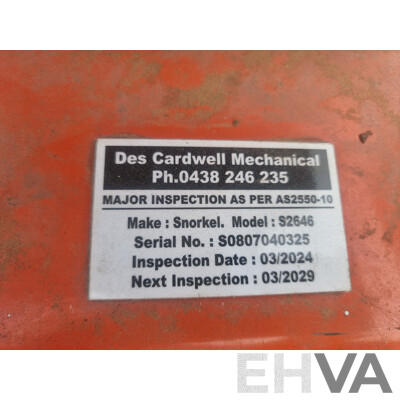 Des Cardwell Mechanical
Ph.0438 246 235
MAJOR INSPECTION AS PER AS2550-10
Make : Snorkel. Model : S2646
Serial No. : S0807040325
Inspection Date : 03/2024
Next Inspection : 03/2029
EHVA